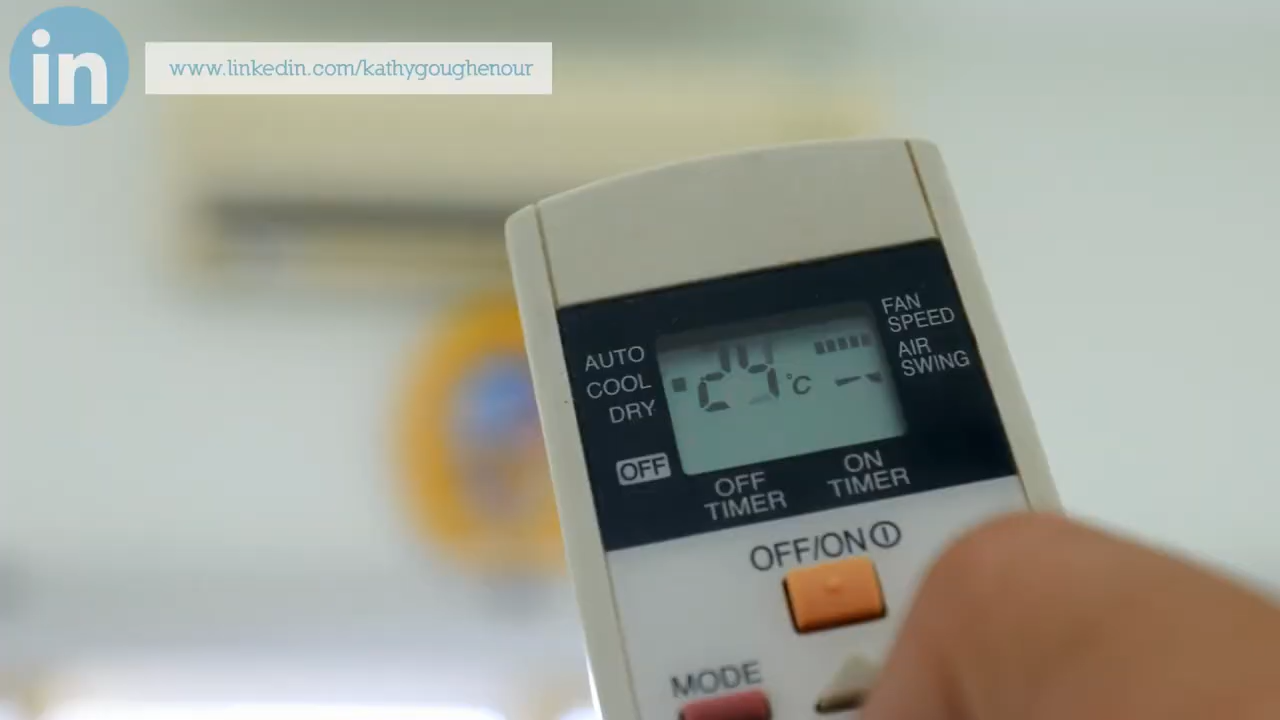 in
www.linkedin.com/kathygoughenour
FAN
SPEED
AIR
SWING
AUTO
COOL
DRY
°C
OFF
OFF
TIMER
ON
TIMER
OFF/ON
MODE